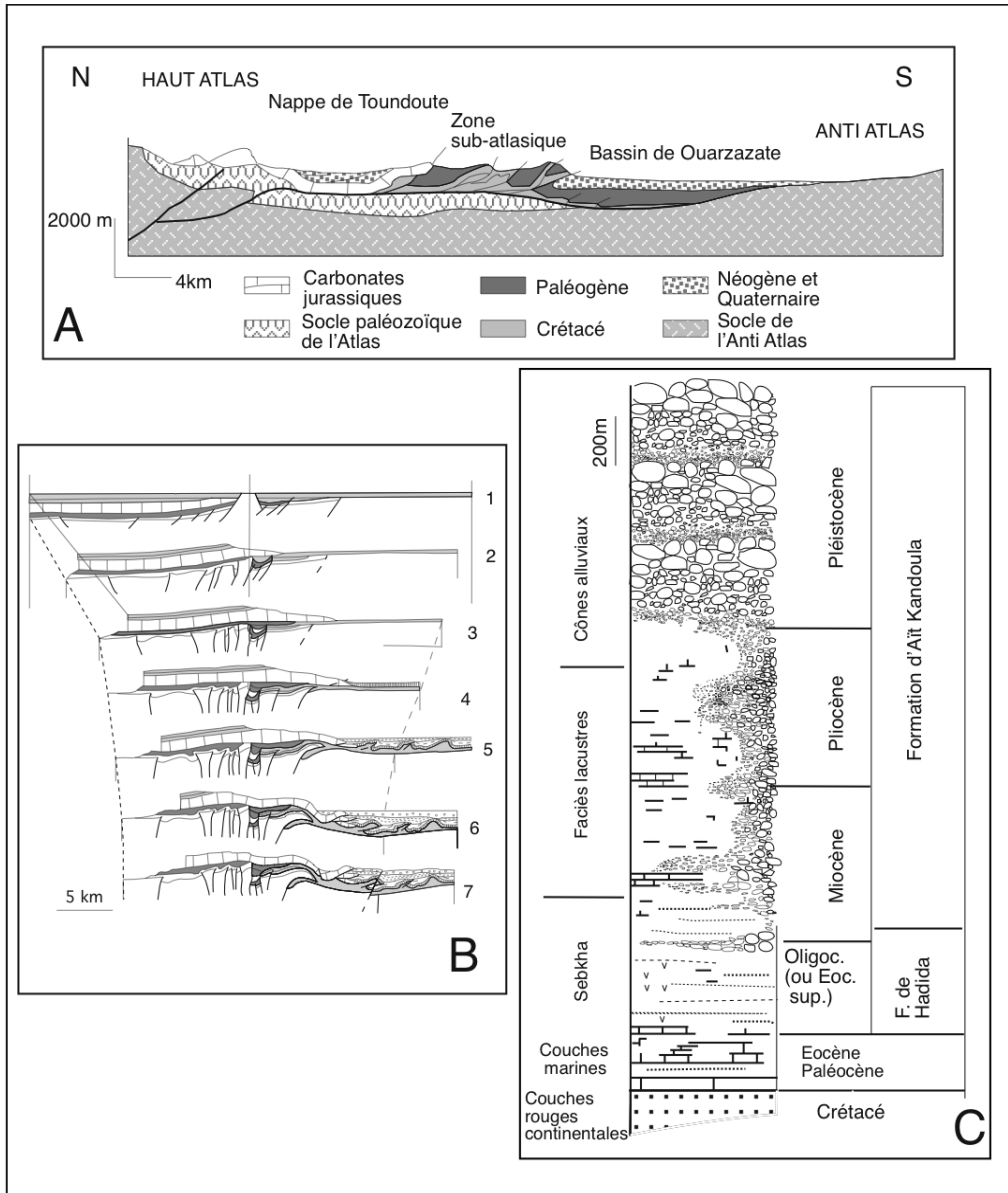 N
S
HAUT ATLAS
Nappe de Toundoute
Zone
sub-atlasique
ANTI ATLAS
Bassin de Ouarzazate
2000 m
4km
Carbonates
jurassiques
Paléogène
Néogène et
Quaternaire
Socle paléozoïque
de l'Atlas
Crétacé
Socle de
l'Anti Atlas
A
1
2
3
4
5
6
7
5 km
B
200m
Cônes alluviaux
Faciès lacustres
Sebkha
Couches
marines
Couches
rouges
continentales
Pléistocène
Pliocène
Miocène
Oligoc.
(ou Eoc.
sup.)
Eocène
Paléocène
Crétacé
Formation d'Aït Kandoula
F. de
Hadida
C